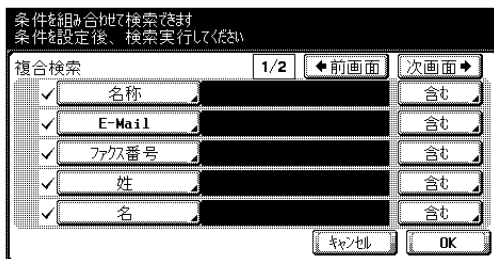 条件を組み合わせて検索できます
条件を設定後、検索実行してください
複合検索 1/2 ←前画面 次画面→
✓ 名称 含む
✓ E-Mail 含む
✓ ファクス番号 含む
✓ 姓 含む
✓ 名 含む
キャンセル OK